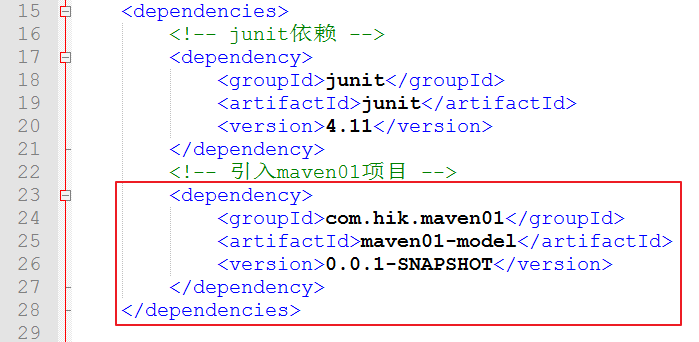 15 <dependencies>
16 <!-- junit依赖 -->
17 <dependency>
18 <groupId>junit</groupId>
19 <artifactId>junit</artifactId>
20 <version>4.11</version>
21 </dependency>
22 <!-- 引入maven01项目 -->
23 <dependency>
24 <groupId>com.hik.maven01</groupId>
25 <artifactId>maven01-model</artifactId>
26 <version>0.0.1-SNAPSHOT</version>
27 </dependency>
28 </dependencies>
29